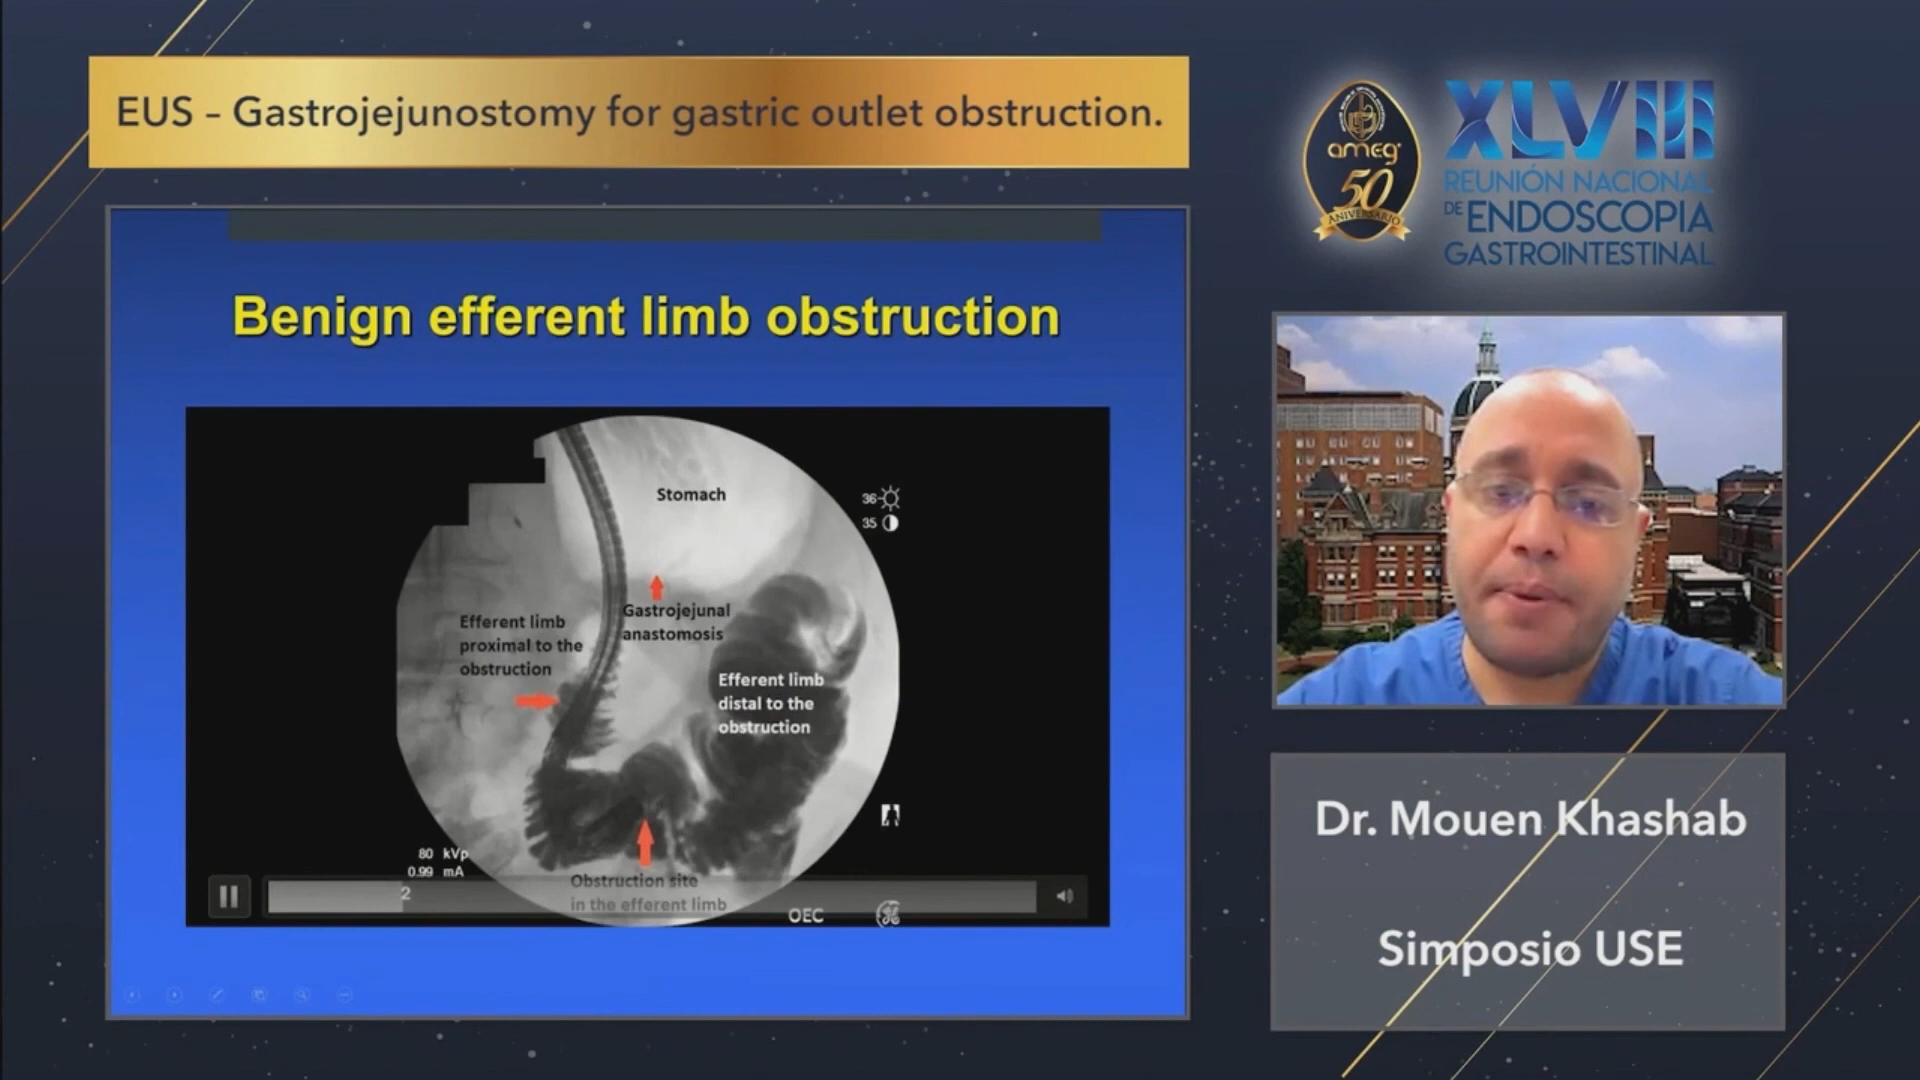 EUS – Gastrojejunostomy for gastric outlet obstruction.
ameg
50
ANIVERSARIO
XLVIII
REUNIÓN NACIONAL
DE ENDOSCOPIA
GASTROINTESTINAL
Benign efferent limb obstruction
Stomach
36
35
Gastrojejunal
anastomosis
Efferent limb
proximal to the
obstruction
Efferent limb
distal to the
obstruction
80 kVp
0.99 mA
2
Obstruction site
in the efferent limb
OEC
Dr. Mouen Khashab
Simposio USE